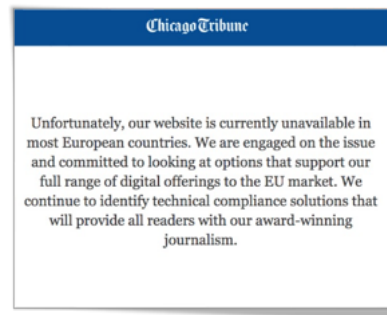 Chicago Tribune
Unfortunately, our website is currently unavailable in
most European countries. We are engaged on the issue
and committed to looking at options that support our
full range of digital offerings to the EU market. We
continue to identify technical compliance solutions that
will provide all readers with our award-winning
journalism.